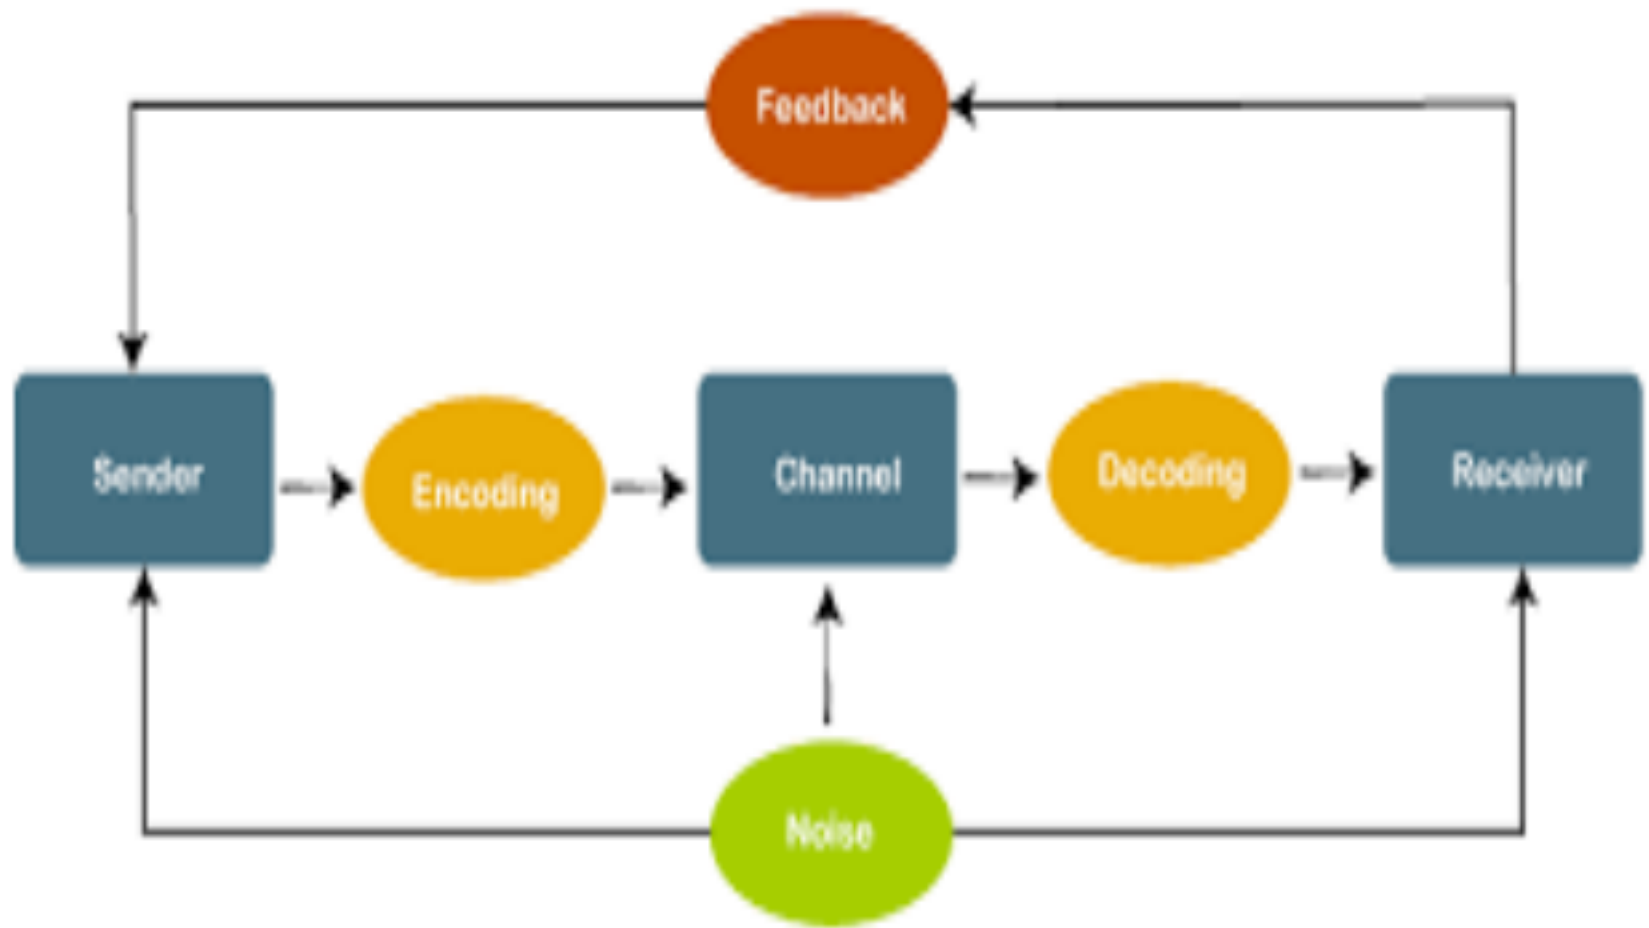 Feedback
Sender
Encoding
Channel
Decoding
Receiver
Noise